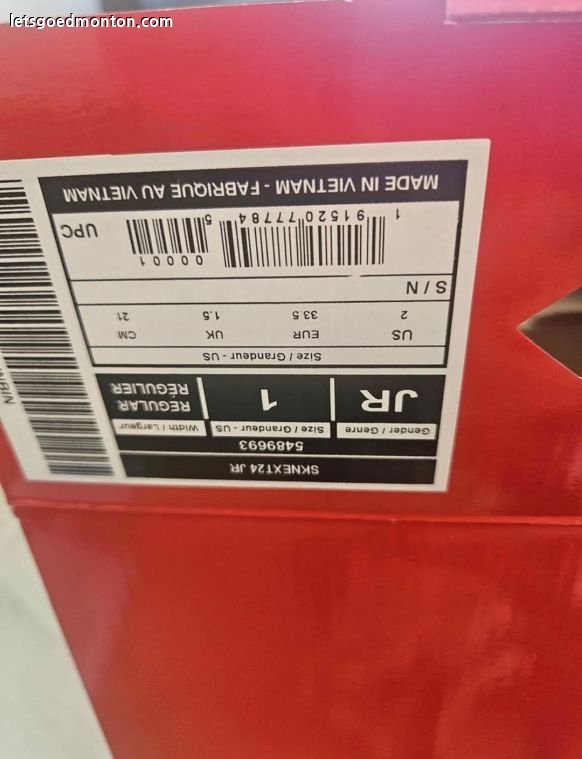 letsgoedmonton.com
SKNEXT24 JR
5489693
Gender / Genre
Size / Grandeur - US
Width / Largeur
JR
1
REGULAR
RÉGULIER
Size / Grandeur - US
US EUR UK CM
2 33.5 1.5 21
S / N
00001
1 91520 77784 5
UPC
MADE IN VIETNAM - FABRIQUE AU VIETNAM